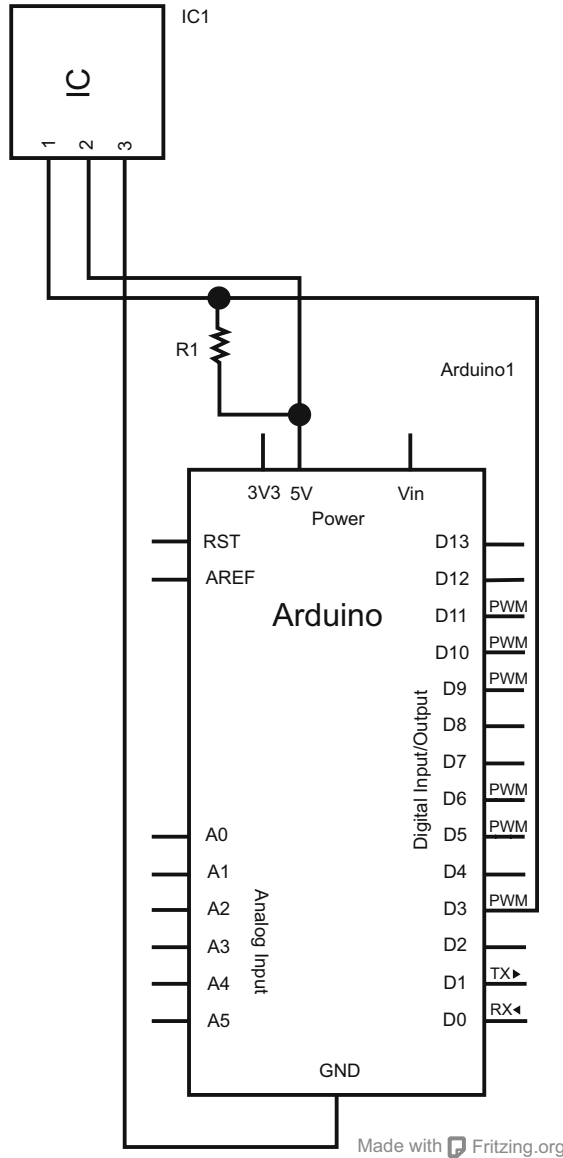 IC1
IC
1
2
3
R1
Arduino1
3V3 5V
Vin
Power
RST
AREF
Arduino
D13
D12
D11
PWM
D10
PWM
D9
PWM
D8
D7
D6
PWM
D5
PWM
D4
D3
PWM
D2
D1
TX
D0
RX
Digital Input/Output
A0
A1
A2
A3
A4
A5
Analog Input
GND
Made with Fritzing.org